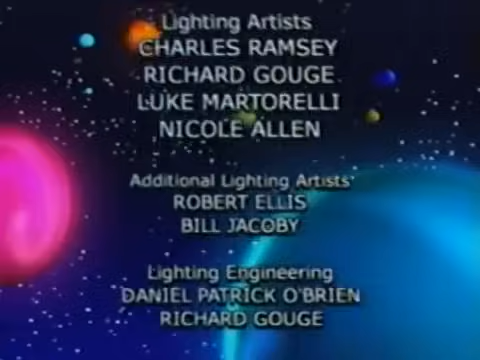 Lighting Artists
CHARLES RAMSEY
RICHARD GOUGE
LUKE MARTORELLI
NICOLE ALLEN
Additional Lighting Artists
ROBERT ELLIS
BILL JACOBY
Lighting Engineering
DANIEL PATRICK O'BRIEN
RICHARD GOUGE